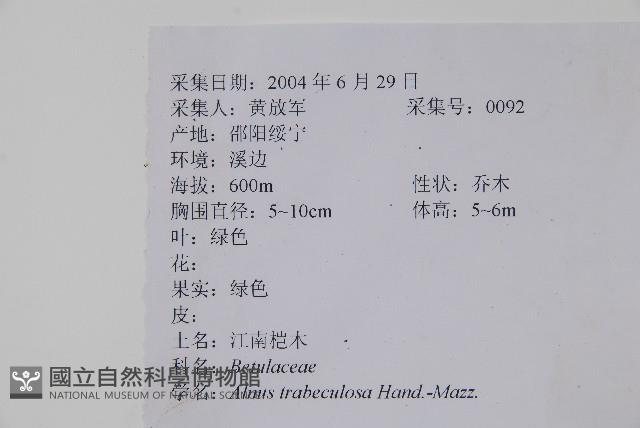 采集日期：2004 年 6 月 29 日
采集人：黄放军 采集号：0092
产地：邵阳绥宁
环境：溪边
海拔：600m 性状：乔木
胸围直径：5~10cm 体高：5~6m
叶：绿色
花：
果实：绿色
皮：
土名：江南桤木
科名：Betulaceae
学名：Alnus trabeculosa Hand.-Mazz.
國立自然科學博物館
NATIONAL MUSEUM OF NATURAL SCIENCE